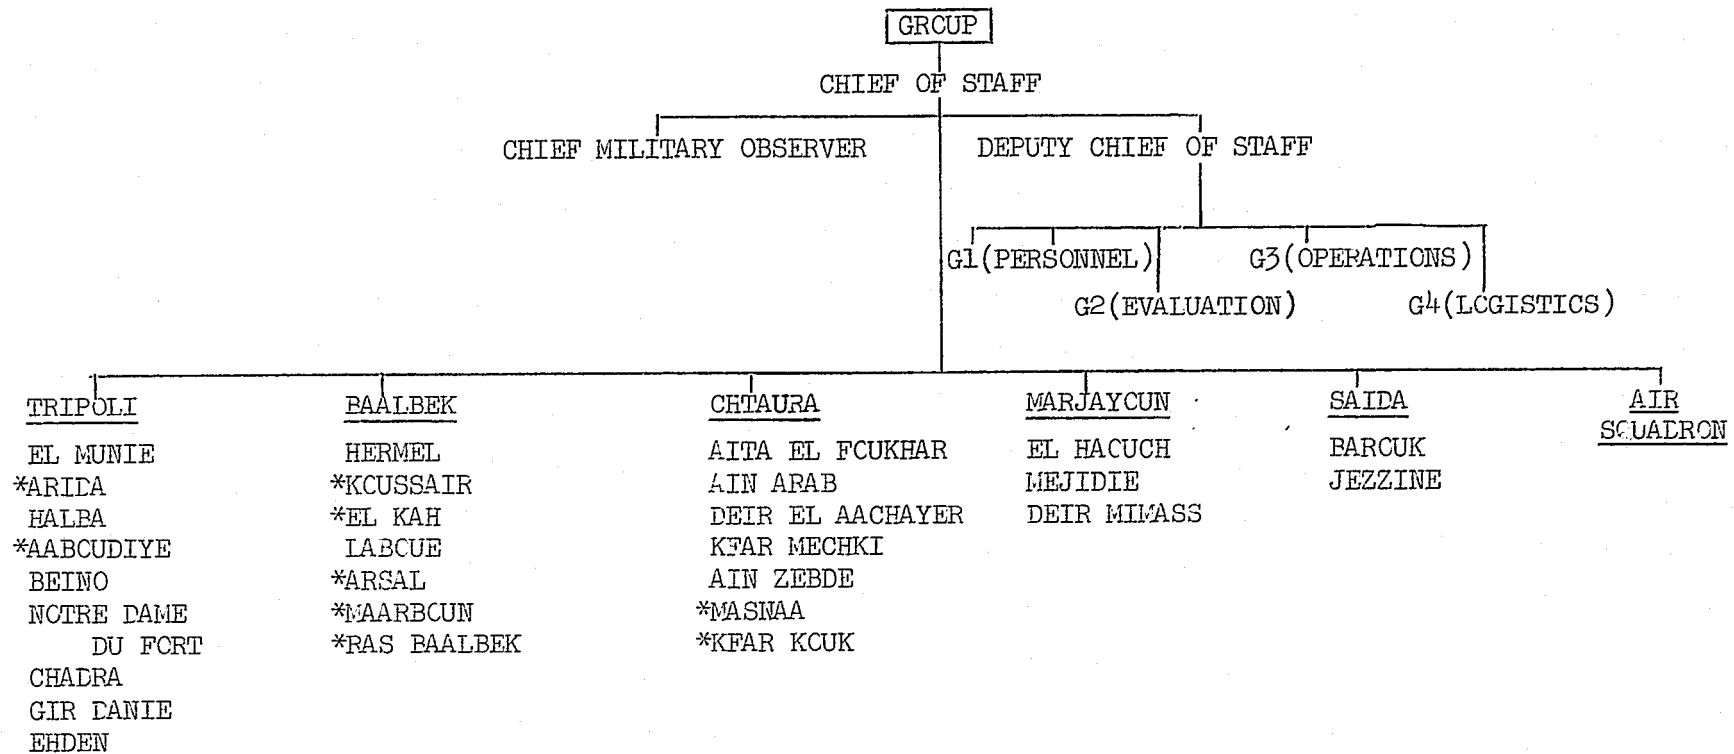 GRCUP
CHIEF OF STAFF
CHIEF MILITARY OBSERVER
DEPUTY CHIEF OF STAFF
G1(PERSONNEL)
G3(OPERATIONS)
G2(EVALUATION)
G4(LCGISTICS)
TRIPOLI
EL MUNIE
*ARIDA
HALBA
*AABCUDIYE
BEINO
NOTRE DAME
DU FCRT
CHADRA
GIR DANIE
EHDEN
BAALBEK
HERMEL
*KCUSSAIR
*EL KAH
LABCUE
*ARSAL
*MAARBCUN
*RAS BAALBEK
CHTAURA
AITA EL FCUKHAR
AIN ARAB
DEIR EL AACHAYER
KFAR MECHKI
AIN ZEBDE
*MASNAA
*KFAR KCUK
MARJAYCUN
EL HACUCH
MEJIDIE
DEIR MIMASS
SAIDA
BARCUK
JEZZINE
AIR
SQUADRON